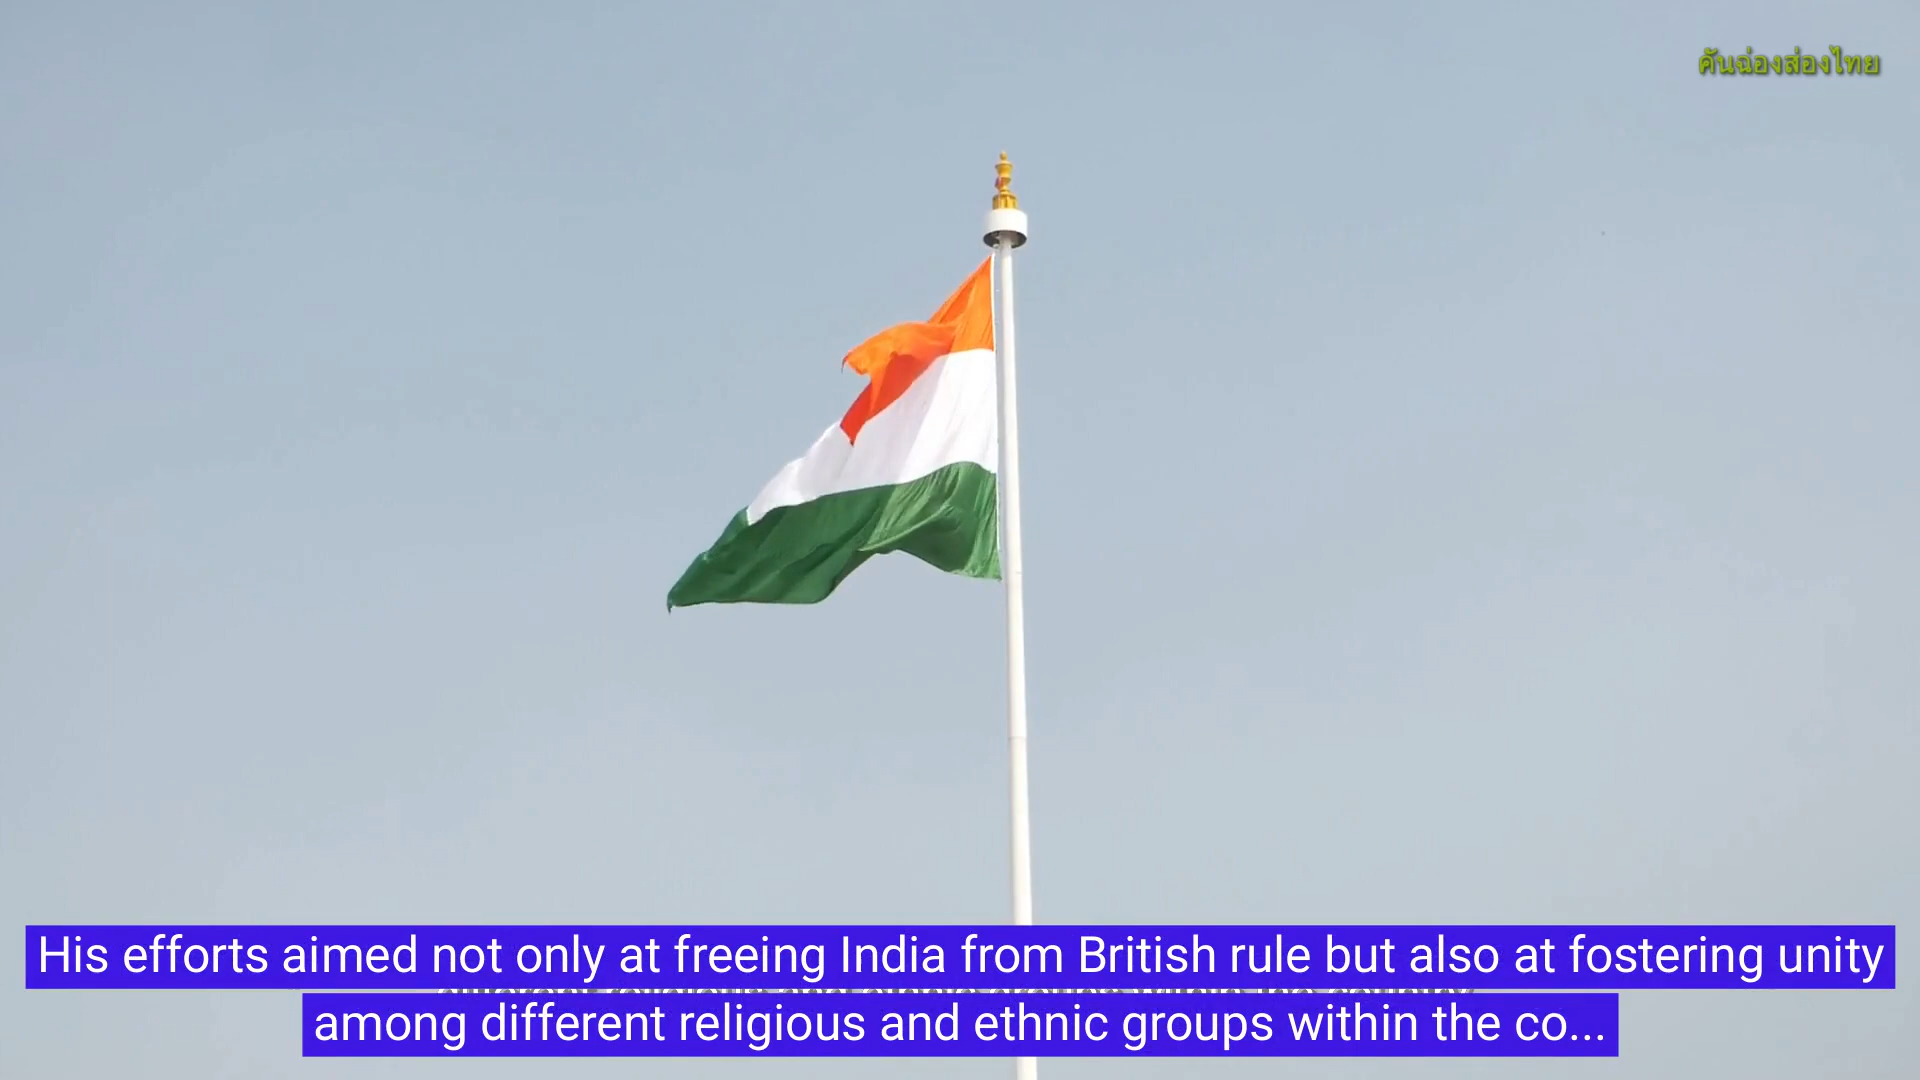 คันฉ่องส่องไทย
His efforts aimed not only at freeing India from British rule but also at fostering unity
among different religious and ethnic groups within the co...